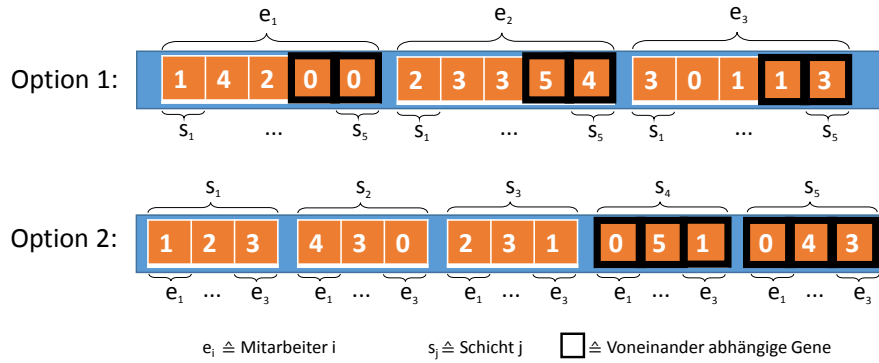 e₁ e₂ e₃
Option 1: 1 4 2 0 0 2 3 3 5 4 3 0 1 1 3
s₁ ... s₅ s₁ ... s₅ s₁ ... s₅
s₁ s₂ s₃ s₄ s₅
Option 2: 1 2 3 4 3 0 2 3 1 0 5 1 0 4 3
e₁ ... e₃ e₁ ... e₃ e₁ ... e₃ e₁ ... e₃ e₁ ... e₃
eᵢ ≙ Mitarbeiter i sⱼ ≙ Schicht j ≙ Voneinander abhängige Gene